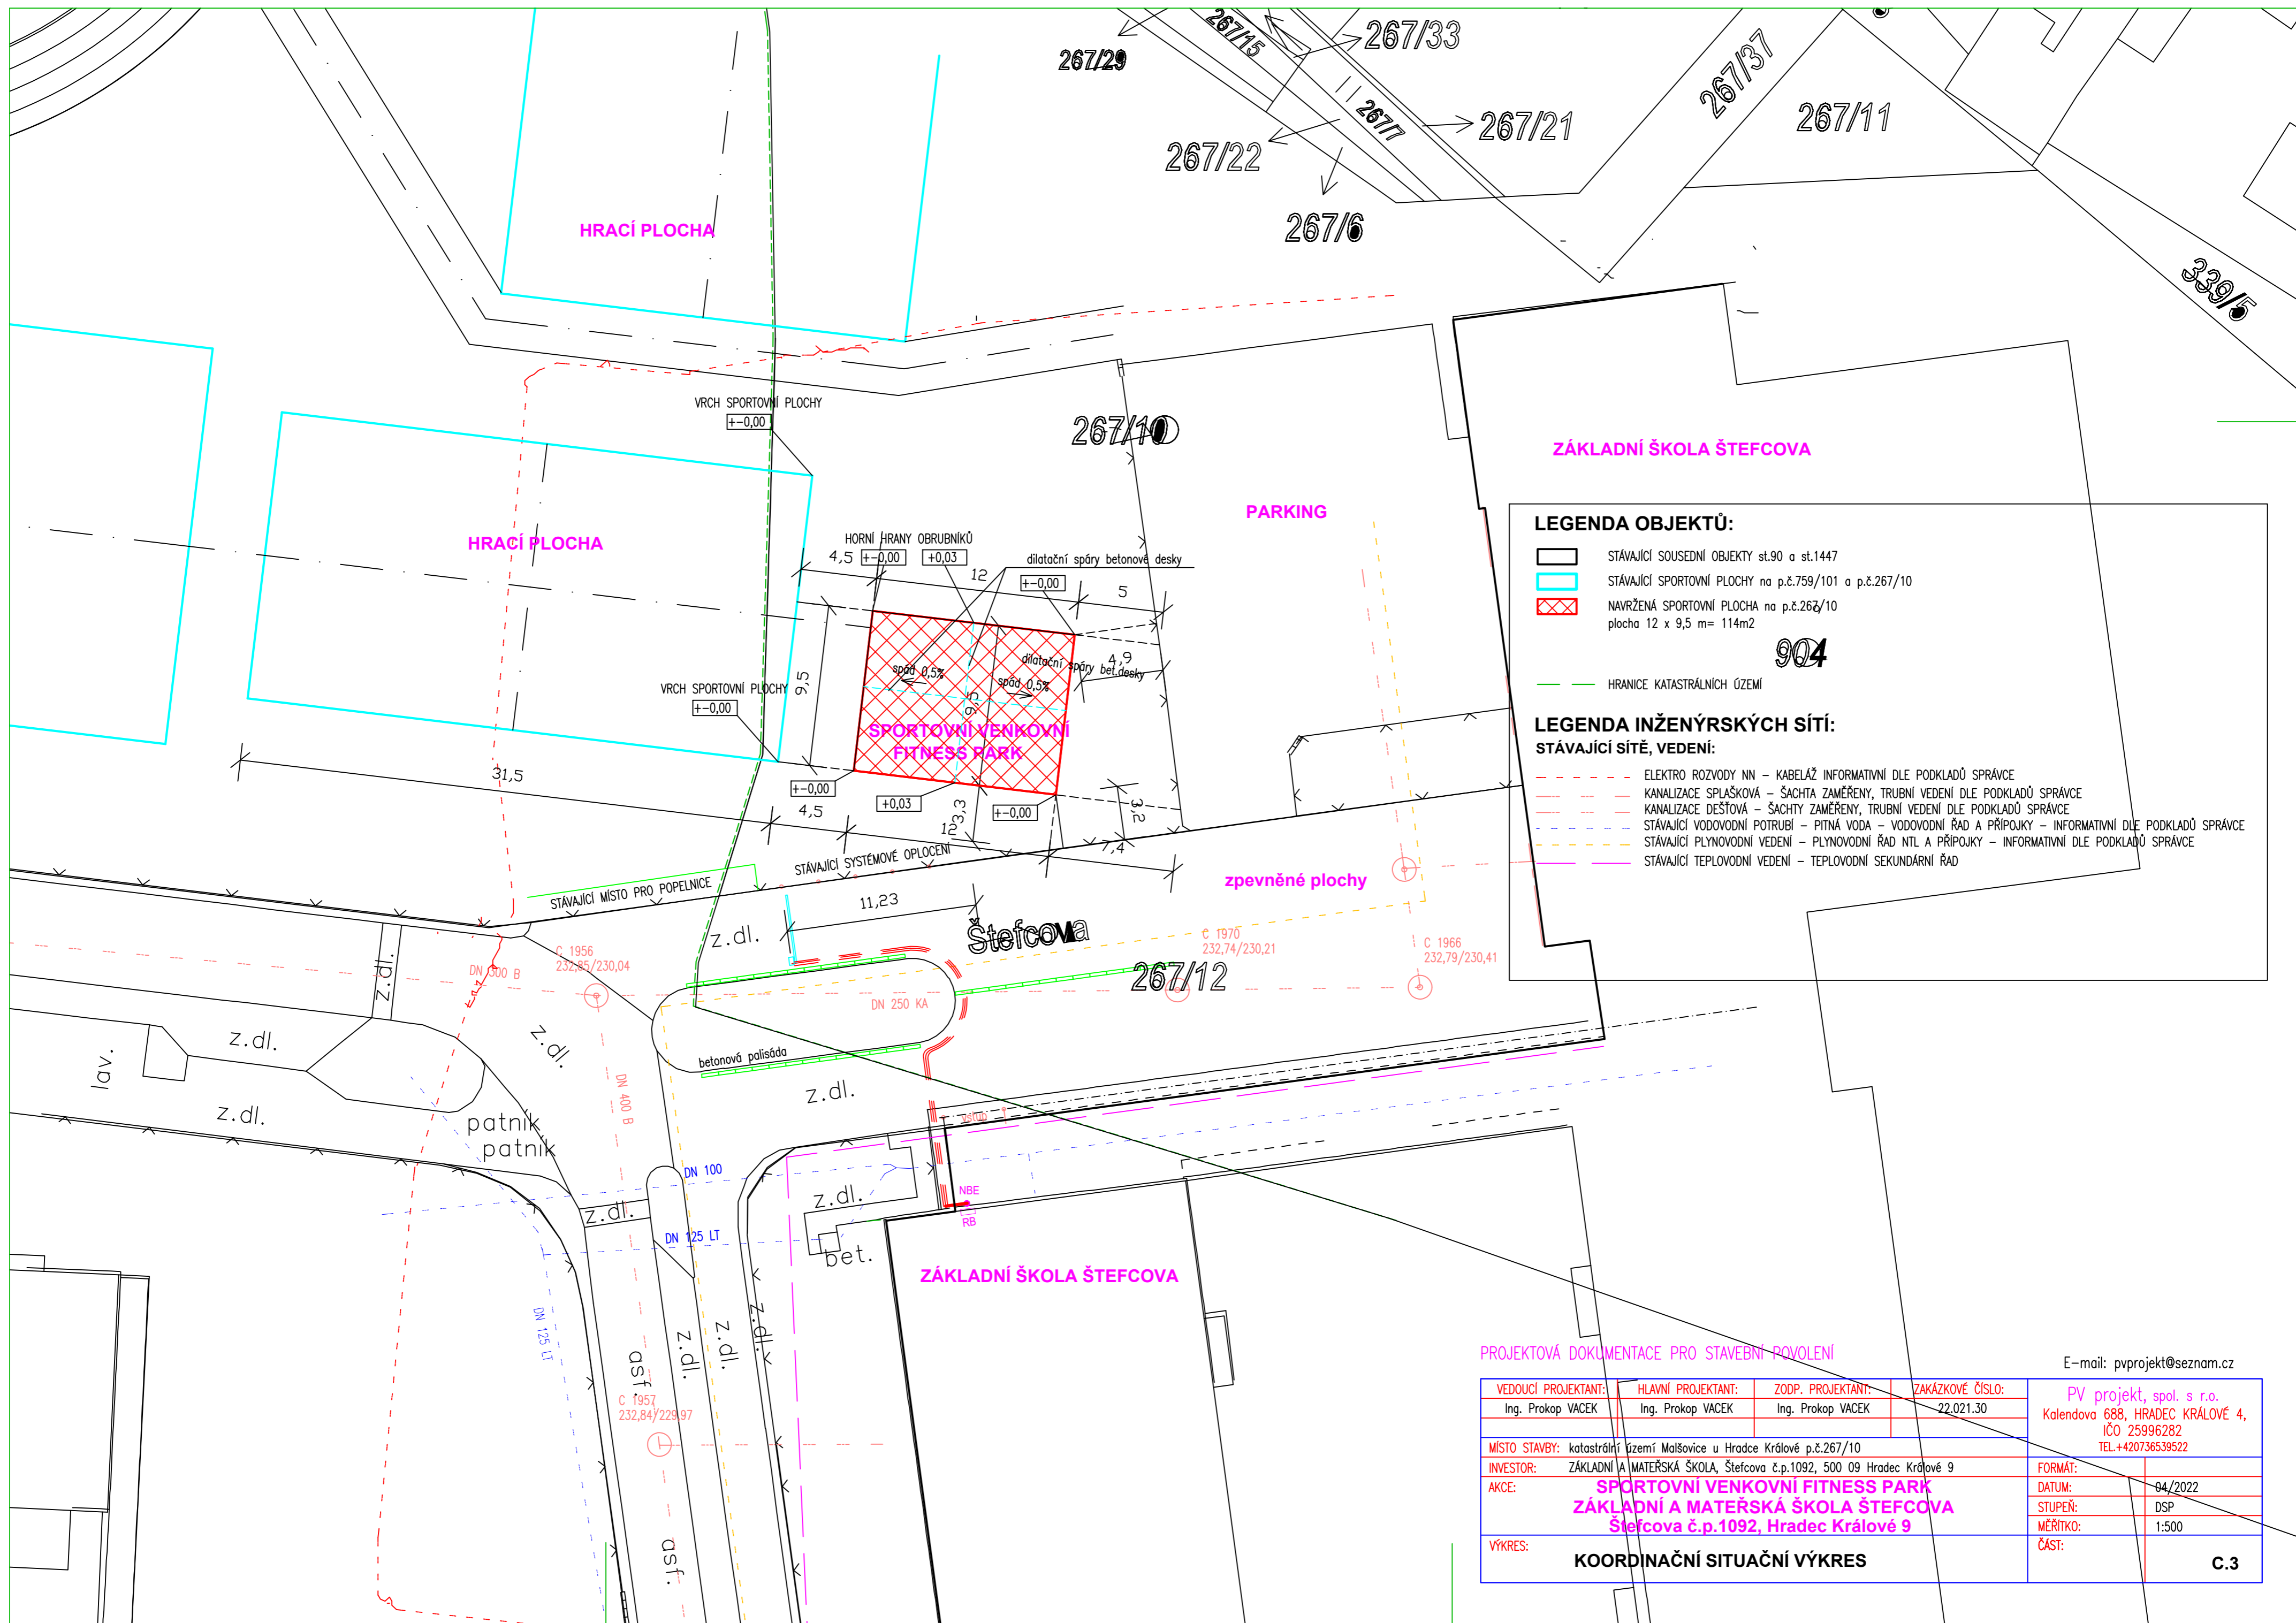 267/29
267/15
267/33
267/37
267/7
267/21
267/11
267/22
267/6
339/5
HRACÍ PLOCHA
VRCH SPORTOVNÍ PLOCHY
+-0,00
267/10
ZÁKLADNÍ ŠKOLA ŠTEFCOVA
PARKING
HRACÍ PLOCHA
HORNÍ HRANY OBRUBNÍKŮ
4,5
+-0,00
+0,03
dilatační spáry betonové desky
12
+-0,00
5
9,5
spád 0,5%
spád 0,5%
dilatační spáry bet.desky
4,9
9,5
VRCH SPORTOVNÍ PLOCHY
+-0,00
SPORTOVNÍ VENKOVNÍ
FITNESS PARK
31,5
+-0,00
+0,03
+-0,00
4,5
12
3,3
3,2
7,4
STÁVAJÍCÍ SYSTÉMOVÉ OPLOCENÍ
STÁVAJÍCÍ MÍSTO PRO POPELNICE
zpevněné plochy
11,23
z.dl.
Štefcova
267/12
C 1956
232,85/230,04
C 1970
232,74/230,21
C 1966
232,79/230,41
DN 300 B
DN 250 KA
z.dl.
z.dl.
z.dl.
lav.
z.dl.
betonová palisáda
z.dl.
DN 400 B
patník
patník
vstup
DN 100
NBE
RB
z.dl.
z.dl.
DN 125 LT
bet.
ZÁKLADNÍ ŠKOLA ŠTEFCOVA
DN 125 LT
z.dl.
z.dl.
z.dl.
asf.
C 1957
232,84/229,97
asf.
LEGENDA OBJEKTŮ:
STÁVAJÍCÍ SOUSEDNÍ OBJEKTY st.90 a st.1447
STÁVAJÍCÍ SPORTOVNÍ PLOCHY na p.č.759/101 a p.č.267/10
NAVRŽENÁ SPORTOVNÍ PLOCHA na p.č.267/10
plocha 12 x 9,5 m= 114m2
904
HRANICE KATASTRÁLNÍCH ÚZEMÍ
LEGENDA INŽENÝRSKÝCH SÍTÍ:
STÁVAJÍCÍ SÍTĚ, VEDENÍ:
ELEKTRO ROZVODY NN – KABELÁŽ INFORMATIVNÍ DLE PODKLADŮ SPRÁVCE
KANALIZACE SPLAŠKOVÁ – ŠACHTA ZAMĚŘENY, TRUBNÍ VEDENÍ DLE PODKLADŮ SPRÁVCE
KANALIZACE DEŠŤOVÁ – ŠACHTY ZAMĚŘENY, TRUBNÍ VEDENÍ DLE PODKLADŮ SPRÁVCE
STÁVAJÍCÍ VODOVODNÍ POTRUBÍ – PITNÁ VODA – VODOVODNÍ ŘAD A PŘÍPOJKY – INFORMATIVNÍ DLE PODKLADŮ SPRÁVCE
STÁVAJÍCÍ PLYNOVODNÍ VEDENÍ – PLYNOVODNÍ ŘAD NTL A PŘÍPOJKY – INFORMATIVNÍ DLE PODKLADŮ SPRÁVCE
STÁVAJÍCÍ TEPLOVODNÍ VEDENÍ – TEPLOVODNÍ SEKUNDÁRNÍ ŘAD
PROJEKTOVÁ DOKUMENTACE PRO STAVEBNÍ POVOLENÍ
E-mail: pvprojekt@seznam.cz
VEDOUCÍ PROJEKTANT: HLAVNÍ PROJEKTANT: ZODP. PROJEKTANT: ZAKÁZKOVÉ ČÍSLO:
Ing. Prokop VACEK Ing. Prokop VACEK Ing. Prokop VACEK 22.021.30
PV projekt, spol. s r.o.
Kalendova 688, HRADEC KRÁLOVÉ 4,
IČO 25996282
TEL.+420736539522
MÍSTO STAVBY: katastrální území Malšovice u Hradce Králové p.č.267/10
INVESTOR: ZÁKLADNÍ A MATEŘSKÁ ŠKOLA, Štefcova č.p.1092, 500 09 Hradec Králové 9
AKCE: SPORTOVNÍ VENKOVNÍ FITNESS PARK
ZÁKLADNÍ A MATEŘSKÁ ŠKOLA ŠTEFCOVA
Štefcova č.p.1092, Hradec Králové 9
FORMÁT:
DATUM: 04/2022
STUPEŇ: DSP
MĚŘÍTKO: 1:500
VÝKRES: KOORDINAČNÍ SITUAČNÍ VÝKRES
ČÁST: C.3